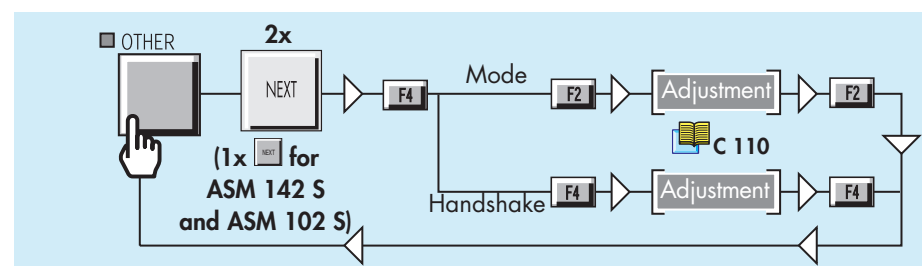 OTHER
2x
NEXT
F4
Mode
F2
Adjustment
F2
C 110
(1x NEXT for
ASM 142 S
and ASM 102 S)
Handshake
F4
Adjustment
F4